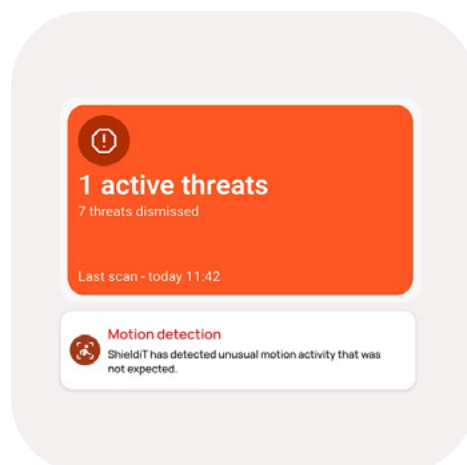 1 active threats
7 threats dismissed
Last scan - today 11:42
Motion detection
ShieldiT has detected unusual motion activity that was
not expected.